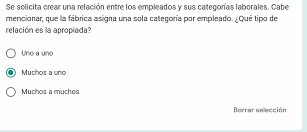 Se solicita crear una relación entre los empleados y sus categorías laborales. Cabe
mencionar, que la fábrica asigna una sola categoría por empleado. ¿Qué tipo de
relación es la apropiada?
Uno a uno
Muchos a uno
Muchos a muchos
Borrar selección